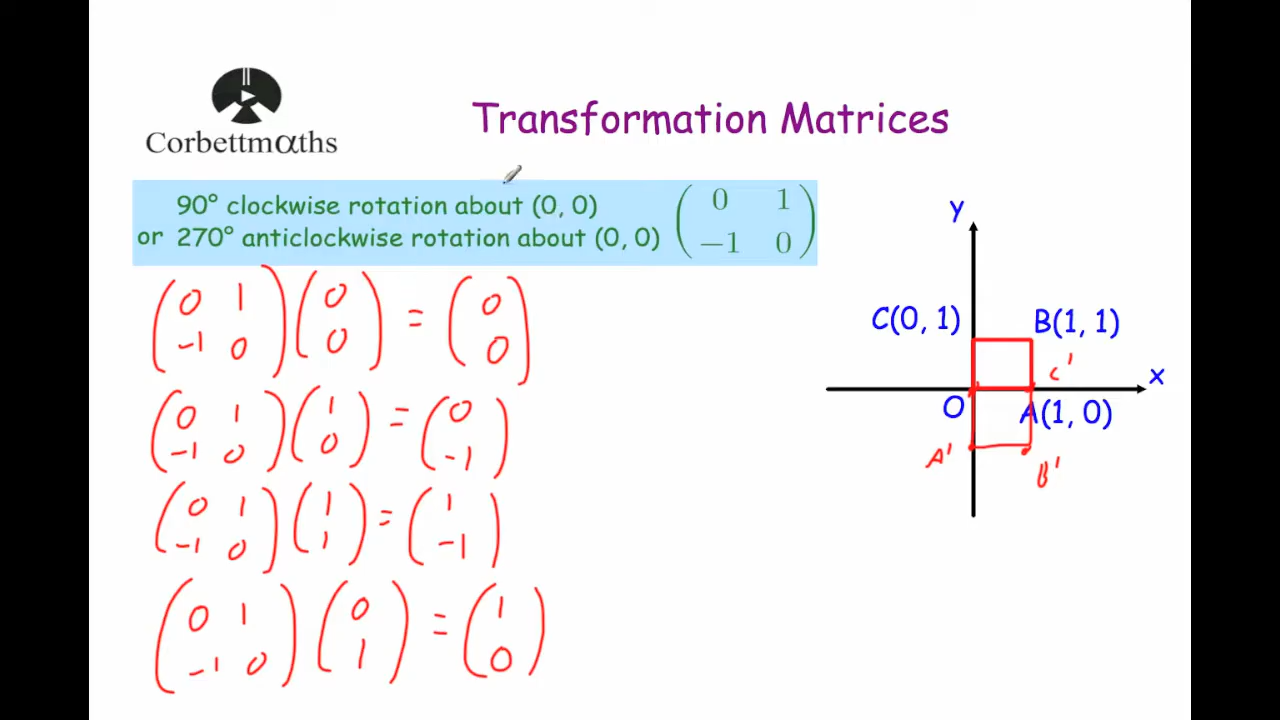 Corbettmαths
Transformation Matrices
90° clockwise rotation about (0, 0)
or 270° anticlockwise rotation about (0, 0)
( 0 1 )
( −1 0 )
( 0 1 ) ( 0 ) = ( 0 )
( -1 0 ) ( 0 ) ( 0 )
( 0 1 ) ( 1 ) = ( 0 )
( -1 0 ) ( 0 ) ( -1 )
( 0 1 ) ( 1 ) = ( 1 )
( -1 0 ) ( 1 ) ( -1 )
( 0 1 ) ( 0 ) = ( 1 )
( -1 0 ) ( 1 ) ( 0 )
y
C(0, 1) B(1, 1)
C'
x
O A(1, 0)
A'
B'